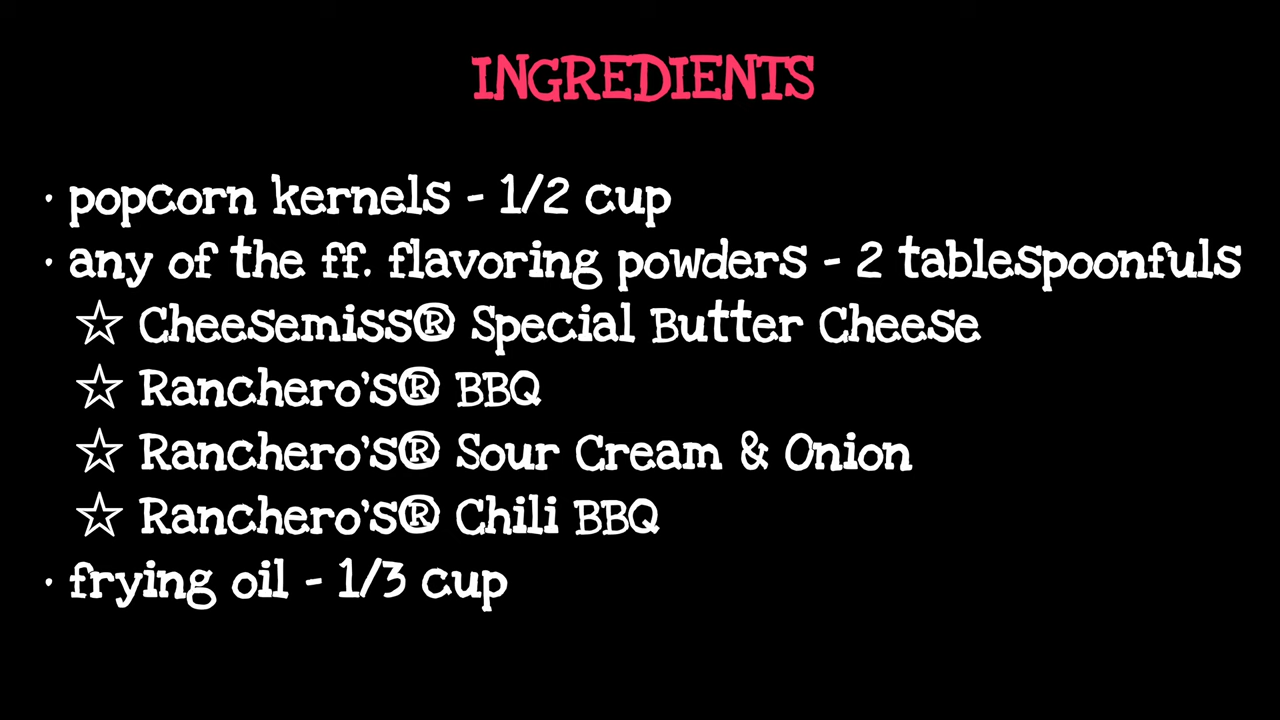 INGREDIENTS
· popcorn kernels - 1/2 cup
· any of the ff. flavoring powders - 2 tablespoonfuls
☆ Cheesemiss® Special Butter Cheese
☆ Ranchero's® BBQ
☆ Ranchero's® Sour Cream & Onion
☆ Ranchero's® Chili BBQ
· frying oil - 1/3 cup